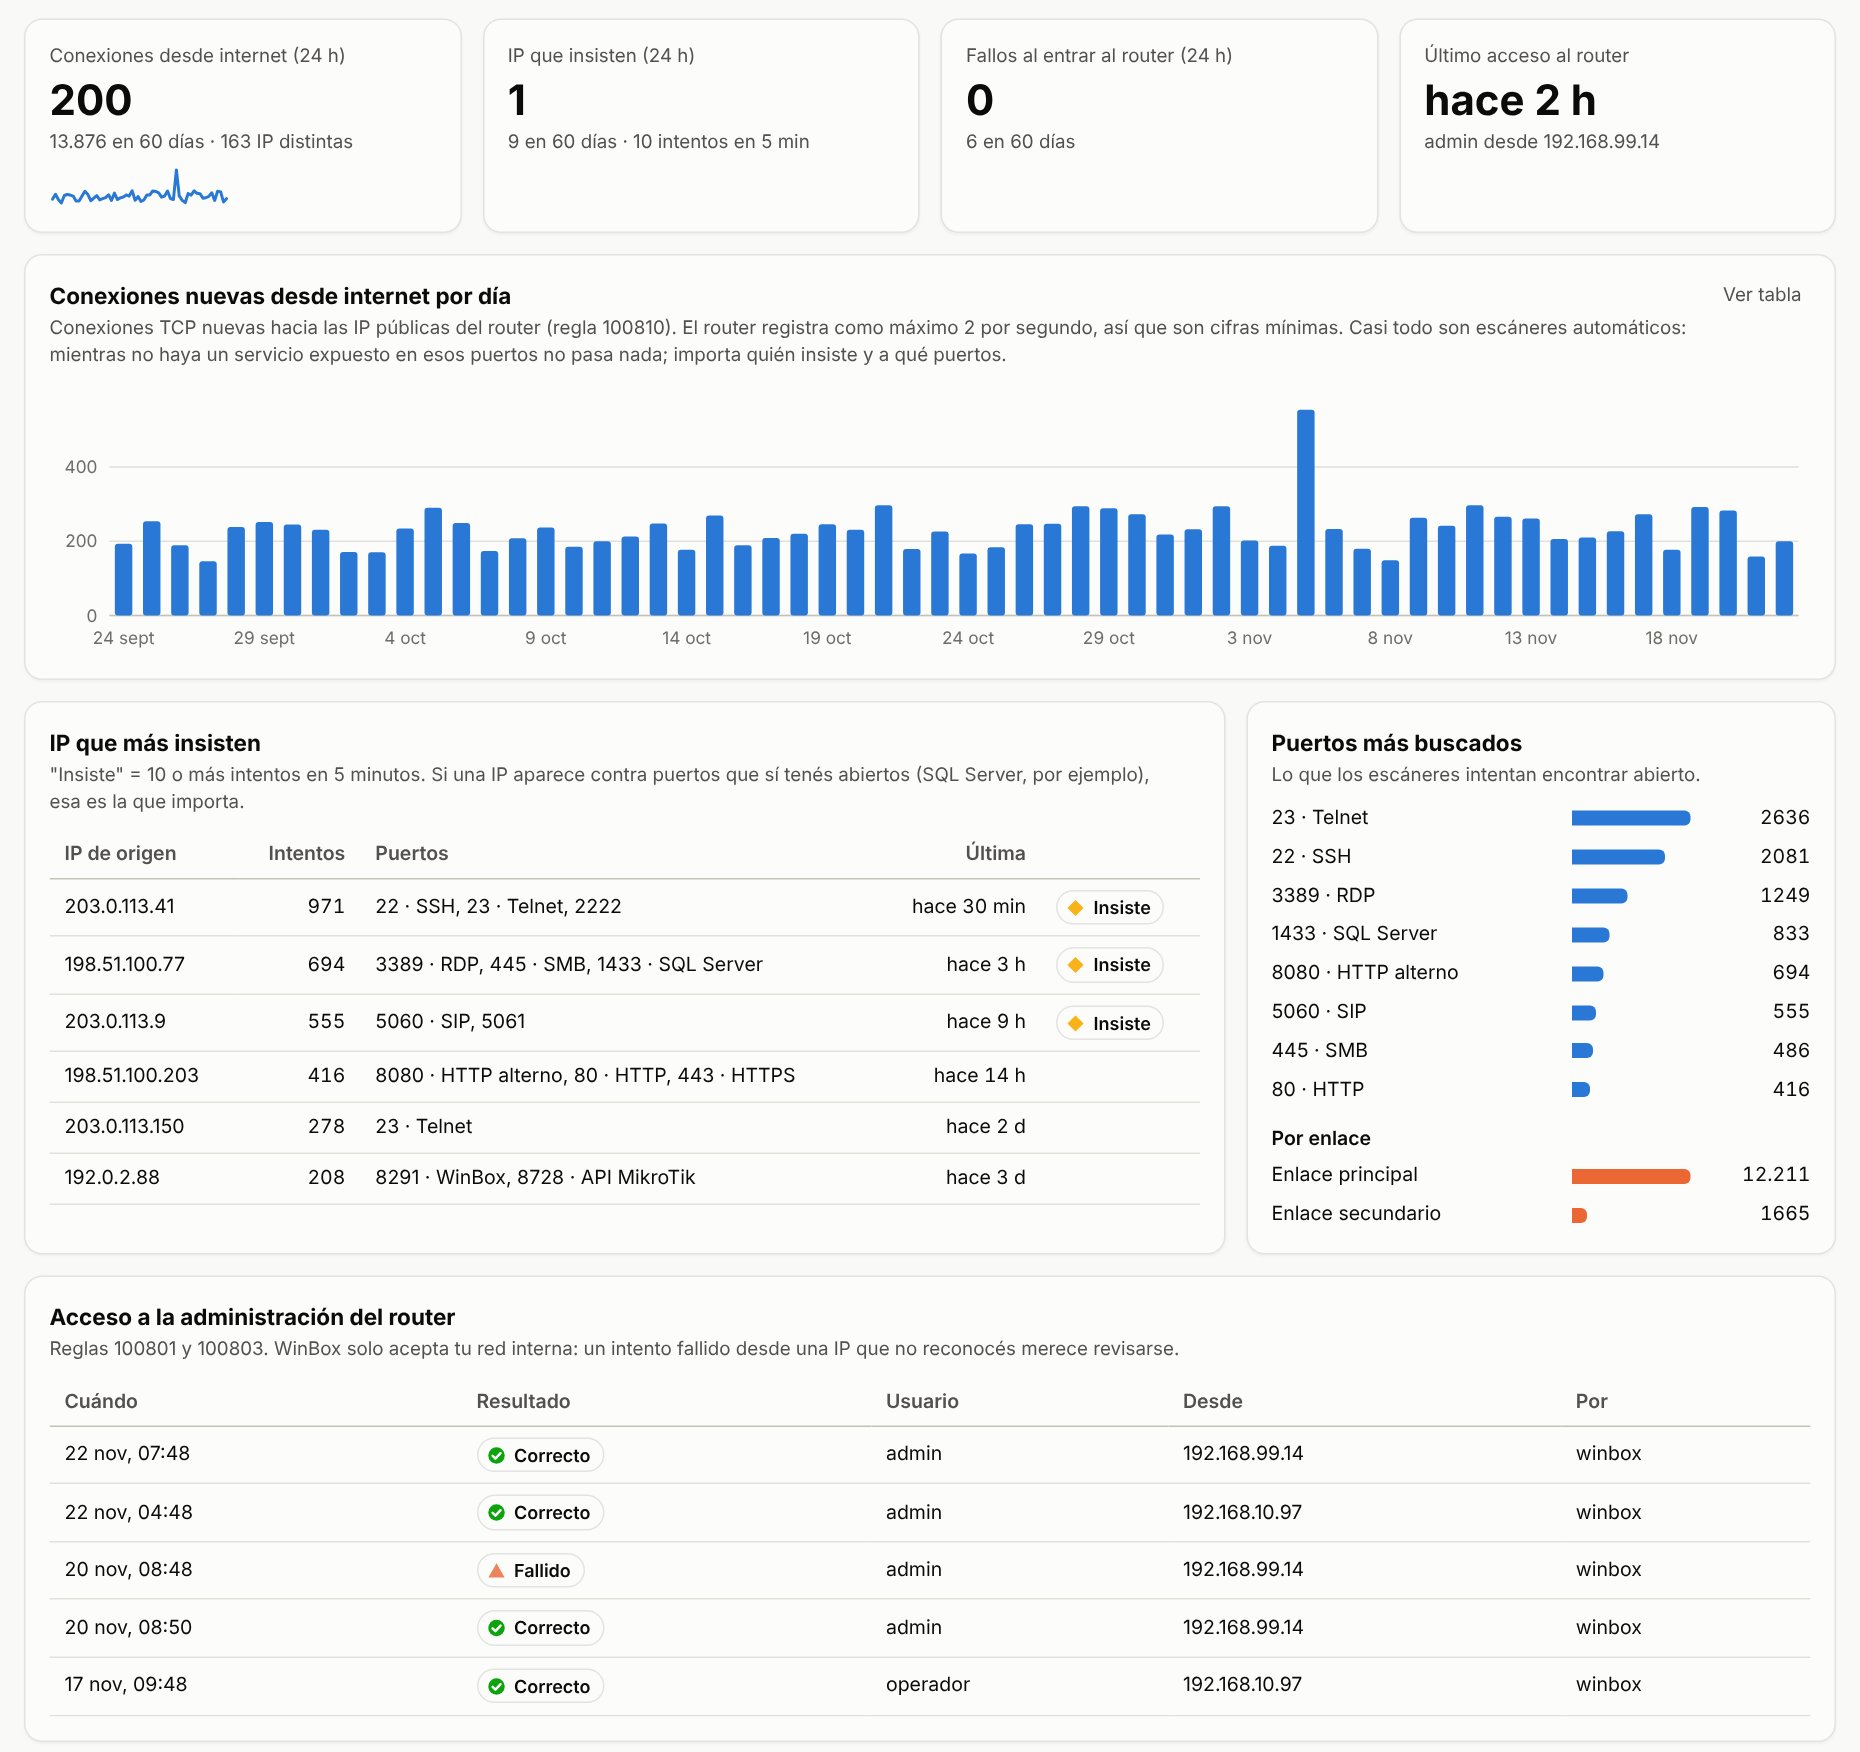 Conexiones desde internet (24 h)
200
13.876 en 60 días · 163 IP distintas
IP que insisten (24 h)
1
9 en 60 días · 10 intentos en 5 min
Fallos al entrar al router (24 h)
0
6 en 60 días
Último acceso al router
hace 2 h
admin desde 192.168.99.14
Conexiones nuevas desde internet por día
Ver tabla
Conexiones TCP nuevas hacia las IP públicas del router (regla 100810). El router registra como máximo 2 por segundo, así que son cifras mínimas. Casi todo son escáneres automáticos:
mientras no haya un servicio expuesto en esos puertos no pasa nada; importa quién insiste y a qué puertos.
400
200
0
24 sept 29 sept 4 oct 9 oct 14 oct 19 oct 24 oct 29 oct 3 nov 8 nov 13 nov 18 nov
IP que más insisten
"Insiste" = 10 o más intentos en 5 minutos. Si una IP aparece contra puertos que sí tenés abiertos (SQL Server, por ejemplo),
esa es la que importa.
IP de origen Intentos Puertos Última
203.0.113.41 971 22 · SSH, 23 · Telnet, 2222 hace 30 min Insiste
198.51.100.77 694 3389 · RDP, 445 · SMB, 1433 · SQL Server hace 3 h Insiste
203.0.113.9 555 5060 · SIP, 5061 hace 9 h Insiste
198.51.100.203 416 8080 · HTTP alterno, 80 · HTTP, 443 · HTTPS hace 14 h
203.0.113.150 278 23 · Telnet hace 2 d
192.0.2.88 208 8291 · WinBox, 8728 · API MikroTik hace 3 d
Puertos más buscados
Lo que los escáneres intentan encontrar abierto.
23 · Telnet 2636
22 · SSH 2081
3389 · RDP 1249
1433 · SQL Server 833
8080 · HTTP alterno 694
5060 · SIP 555
445 · SMB 486
80 · HTTP 416
Por enlace
Enlace principal 12.211
Enlace secundario 1665
Acceso a la administración del router
Reglas 100801 y 100803. WinBox solo acepta tu red interna: un intento fallido desde una IP que no reconocés merece revisarse.
Cuándo Resultado Usuario Desde Por
22 nov, 07:48 Correcto admin 192.168.99.14 winbox
22 nov, 04:48 Correcto admin 192.168.10.97 winbox
20 nov, 08:48 Fallido admin 192.168.99.14 winbox
20 nov, 08:50 Correcto admin 192.168.99.14 winbox
17 nov, 09:48 Correcto operador 192.168.10.97 winbox